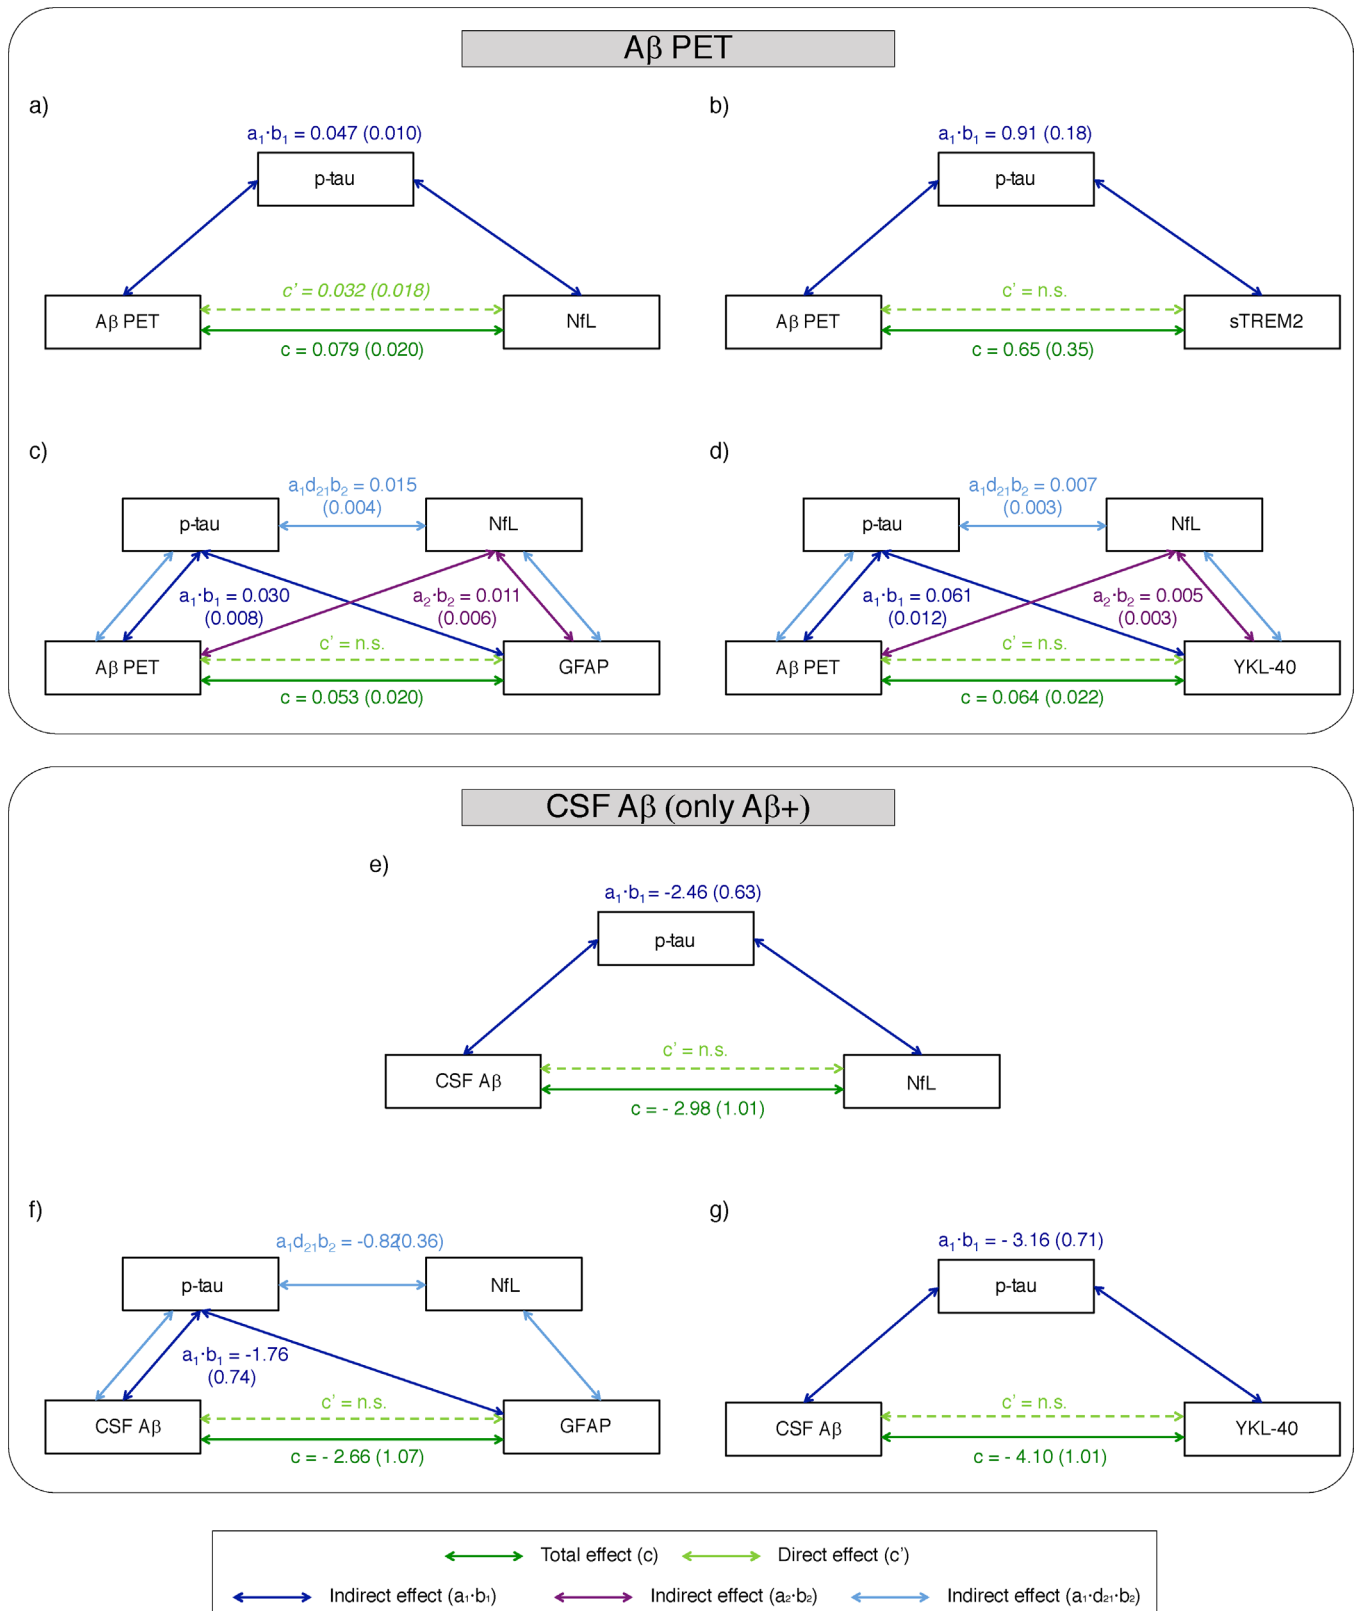 Aβ PET
a)
a₁·b₁ = 0.047 (0.010)
p-tau
c’ = 0.032 (0.018)
Aβ PET
NfL
c = 0.079 (0.020)
b)
a₁·b₁ = 0.91 (0.18)
p-tau
c’ = n.s.
Aβ PET
sTREM2
c = 0.65 (0.35)
c)
a₁d₂₁b₂ = 0.015
(0.004)
p-tau
NfL
a₁·b₁ = 0.030
(0.008)
a₂·b₂ = 0.011
(0.006)
c’ = n.s.
Aβ PET
GFAP
c = 0.053 (0.020)
d)
a₁d₂₁b₂ = 0.007
(0.003)
p-tau
NfL
a₁·b₁ = 0.061
(0.012)
a₂·b₂ = 0.005
(0.003)
c’ = n.s.
Aβ PET
YKL-40
c = 0.064 (0.022)
CSF Aβ (only Aβ+)
e)
a₁·b₁ = -2.46 (0.63)
p-tau
c’ = n.s.
CSF Aβ
NfL
c = - 2.98 (1.01)
f)
a₁d₂₁b₂ = -0.82(0.36)
p-tau
NfL
a₁·b₁ = -1.76
(0.74)
c’ = n.s.
CSF Aβ
GFAP
c = - 2.66 (1.07)
g)
a₁·b₁ = - 3.16 (0.71)
p-tau
c’ = n.s.
CSF Aβ
YKL-40
c = - 4.10 (1.01)
Total effect (c)
Direct effect (c’)
Indirect effect (a₁·b₁)
Indirect effect (a₂·b₂)
Indirect effect (a₁·d₂₁·b₂)